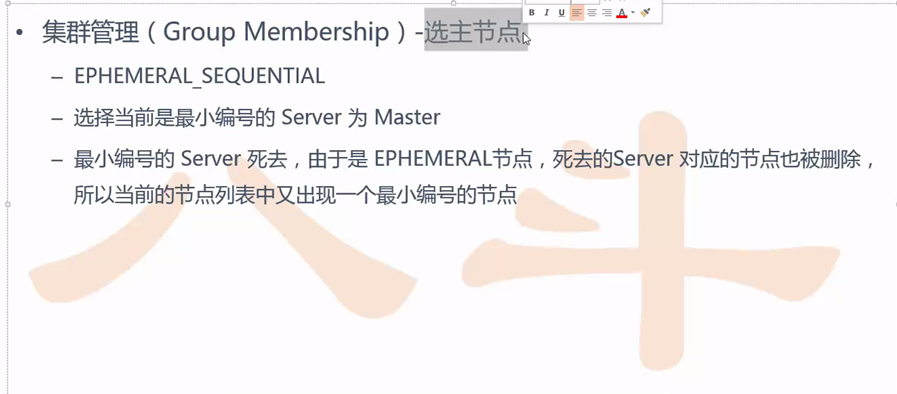 B I U A
• 集群管理（Group Membership）-选主节点
– EPHEMERAL_SEQUENTIAL
– 选择当前是最小编号的 Server 为 Master
– 最小编号的 Server 死去，由于是 EPHEMERAL节点，死去的Server 对应的节点也被删除，
所以当前的节点列表中又出现一个最小编号的节点
八斗